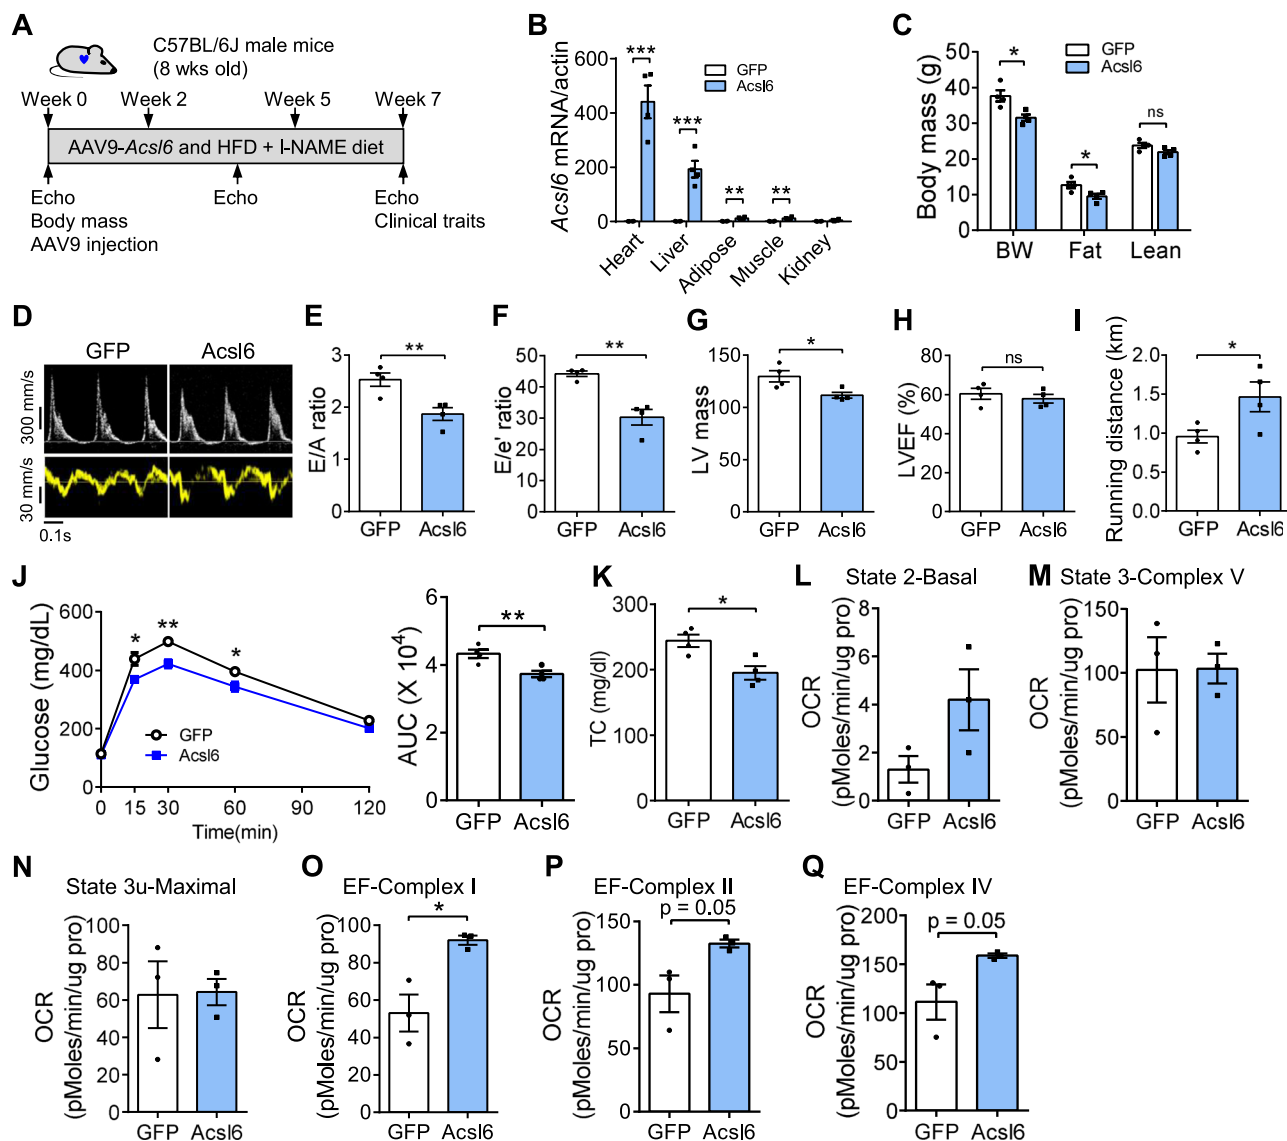 A
C57BL/6J male mice
(8 wks old)
Week 0
Week 2
Week 5
Week 7
AAV9-Acsl6 and HFD + l-NAME diet
Echo
Body mass
AAV9 injection
Echo
Echo
Clinical traits
B
Acsl6 mRNA/actin
600
400
200
0
***
***
**
**
GFP
Acsl6
Heart
Liver
Adipose
Muscle
Kidney
C
Body mass (g)
50
40
30
20
10
0
*
*
ns
GFP
Acsl6
BW
Fat
Lean
D
GFP
Acsl6
300 mm/s
30 mm/s
0.1s
E
E/A ratio
3
2
1
0
**
GFP
Acsl6
F
E/e' ratio
50
40
30
20
10
0
**
GFP
Acsl6
G
LV mass
150
100
50
0
*
GFP
Acsl6
H
LVEF (%)
80
60
40
20
0
ns
GFP
Acsl6
I
Running distance (km)
2.0
1.5
1.0
0.5
0.0
*
GFP
Acsl6
J
Glucose (mg/dL)
600
400
200
0
*
**
*
GFP
Acsl6
0
15
30
60
90
120
Time(min)
AUC (X 10⁴)
6
4
2
0
**
GFP
Acsl6
K
TC (mg/dl)
300
200
100
0
*
GFP
Acsl6
L
State 2-Basal
OCR
(pMoles/min/ug pro)
8
6
4
2
0
GFP
Acsl6
M
State 3-Complex V
OCR
(pMoles/min/ug pro)
150
100
50
0
GFP
Acsl6
N
State 3u-Maximal
OCR
(pMoles/min/ug pro)
100
80
60
40
20
0
GFP
Acsl6
O
EF-Complex I
OCR
(pMoles/min/ug pro)
100
80
60
40
20
0
*
GFP
Acsl6
P
EF-Complex II
p = 0.05
OCR
(pMoles/min/ug pro)
150
100
50
0
GFP
Acsl6
Q
EF-Complex IV
p = 0.05
OCR
(pMoles/min/ug pro)
200
150
100
50
0
GFP
Acsl6